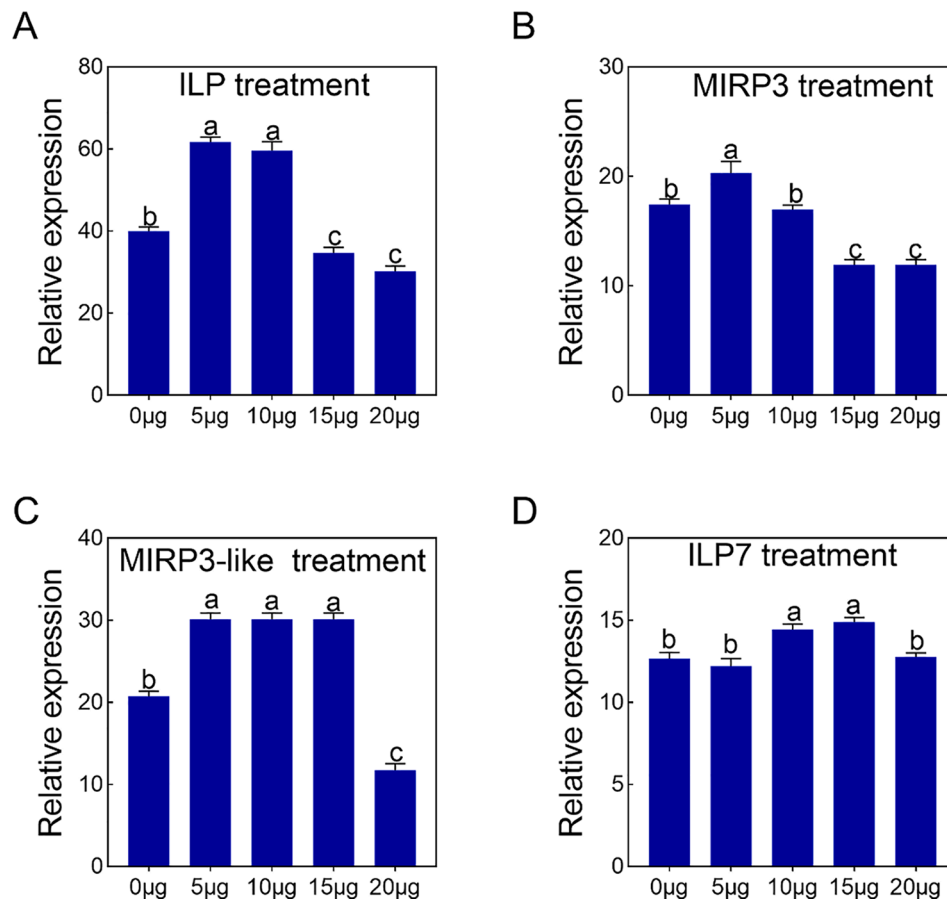 A
Relative expression
80
60
40
20
0
ILP treatment
b
a
a
c
c
0µg 5µg 10µg 15µg 20µg
B
Relative expression
30
20
10
0
MIRP3 treatment
b
a
b
c
c
0µg 5µg 10µg 15µg 20µg
C
Relative expression
40
30
20
10
0
MIRP3-like treatment
b
a
a
a
c
0µg 5µg 10µg 15µg 20µg
D
Relative expression
20
15
10
5
0
ILP7 treatment
b
b
a
a
b
0µg 5µg 10µg 15µg 20µg